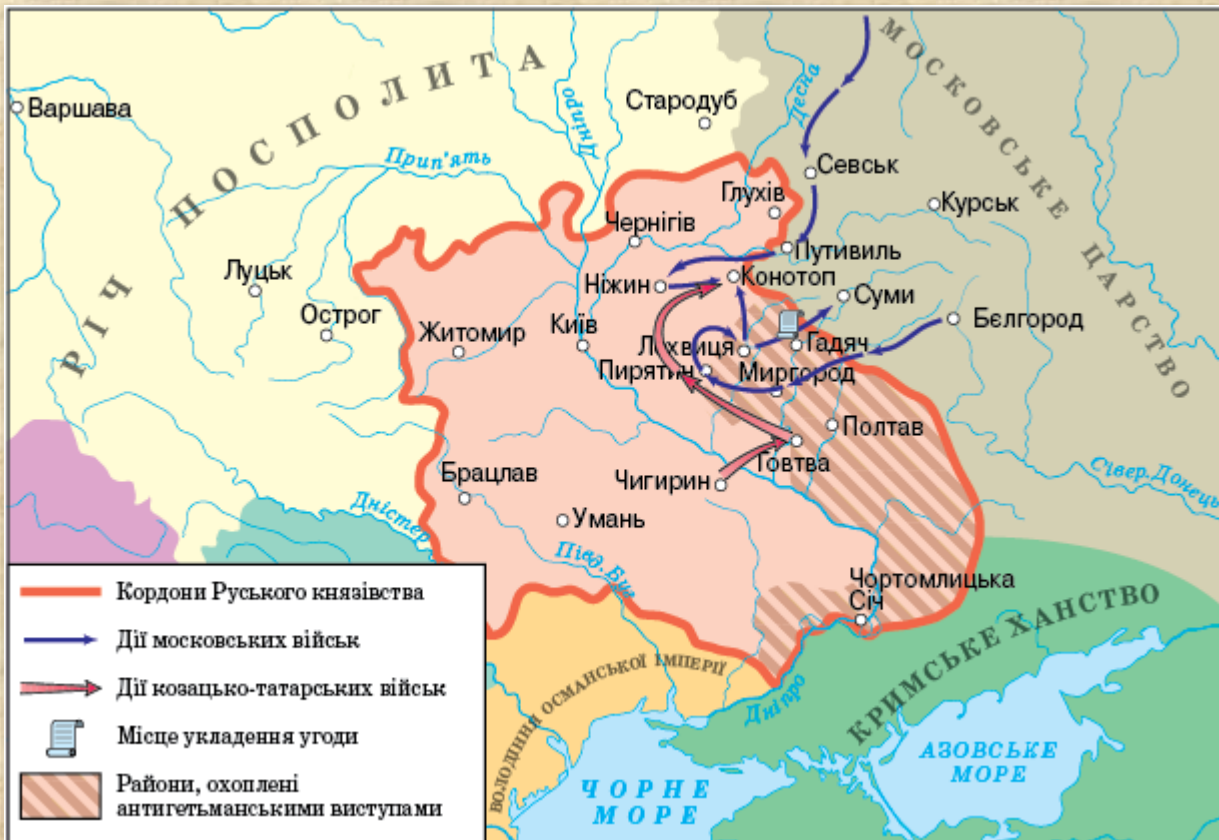 РІЧ ПОСПОЛИТА
МОСКОВСЬКЕ ЦАРСТВО
Варшава
Стародуб
Дніпро
Десна
Прип'ять
Севськ
Глухів
Курськ
Чернігів
Путивиль
Луцьк
Ніжин
Конотоп
Суми
Острог
Житомир
Київ
Бєлгород
Лохвиця
Гадяч
Пирятин
Миргород
Полтав
Говтва
Брацлав
Чигирин
Сівер. Донець
Дністер
Умань
Півд. Буг
Чортомлицька
Січ
ВОЛОДІННЯ ОСМАНСЬКОЇ ІМПЕРІЇ
КРИМСЬКЕ ХАНСТВО
Дніпро
АЗОВСЬКЕ
МОРЕ
ЧОРНЕ
МОРЕ
Кордони Руського князівства
Дії московських військ
Дії козацько-татарських військ
Місце укладення угоди
Райони, охоплені
антигетьманськими виступами